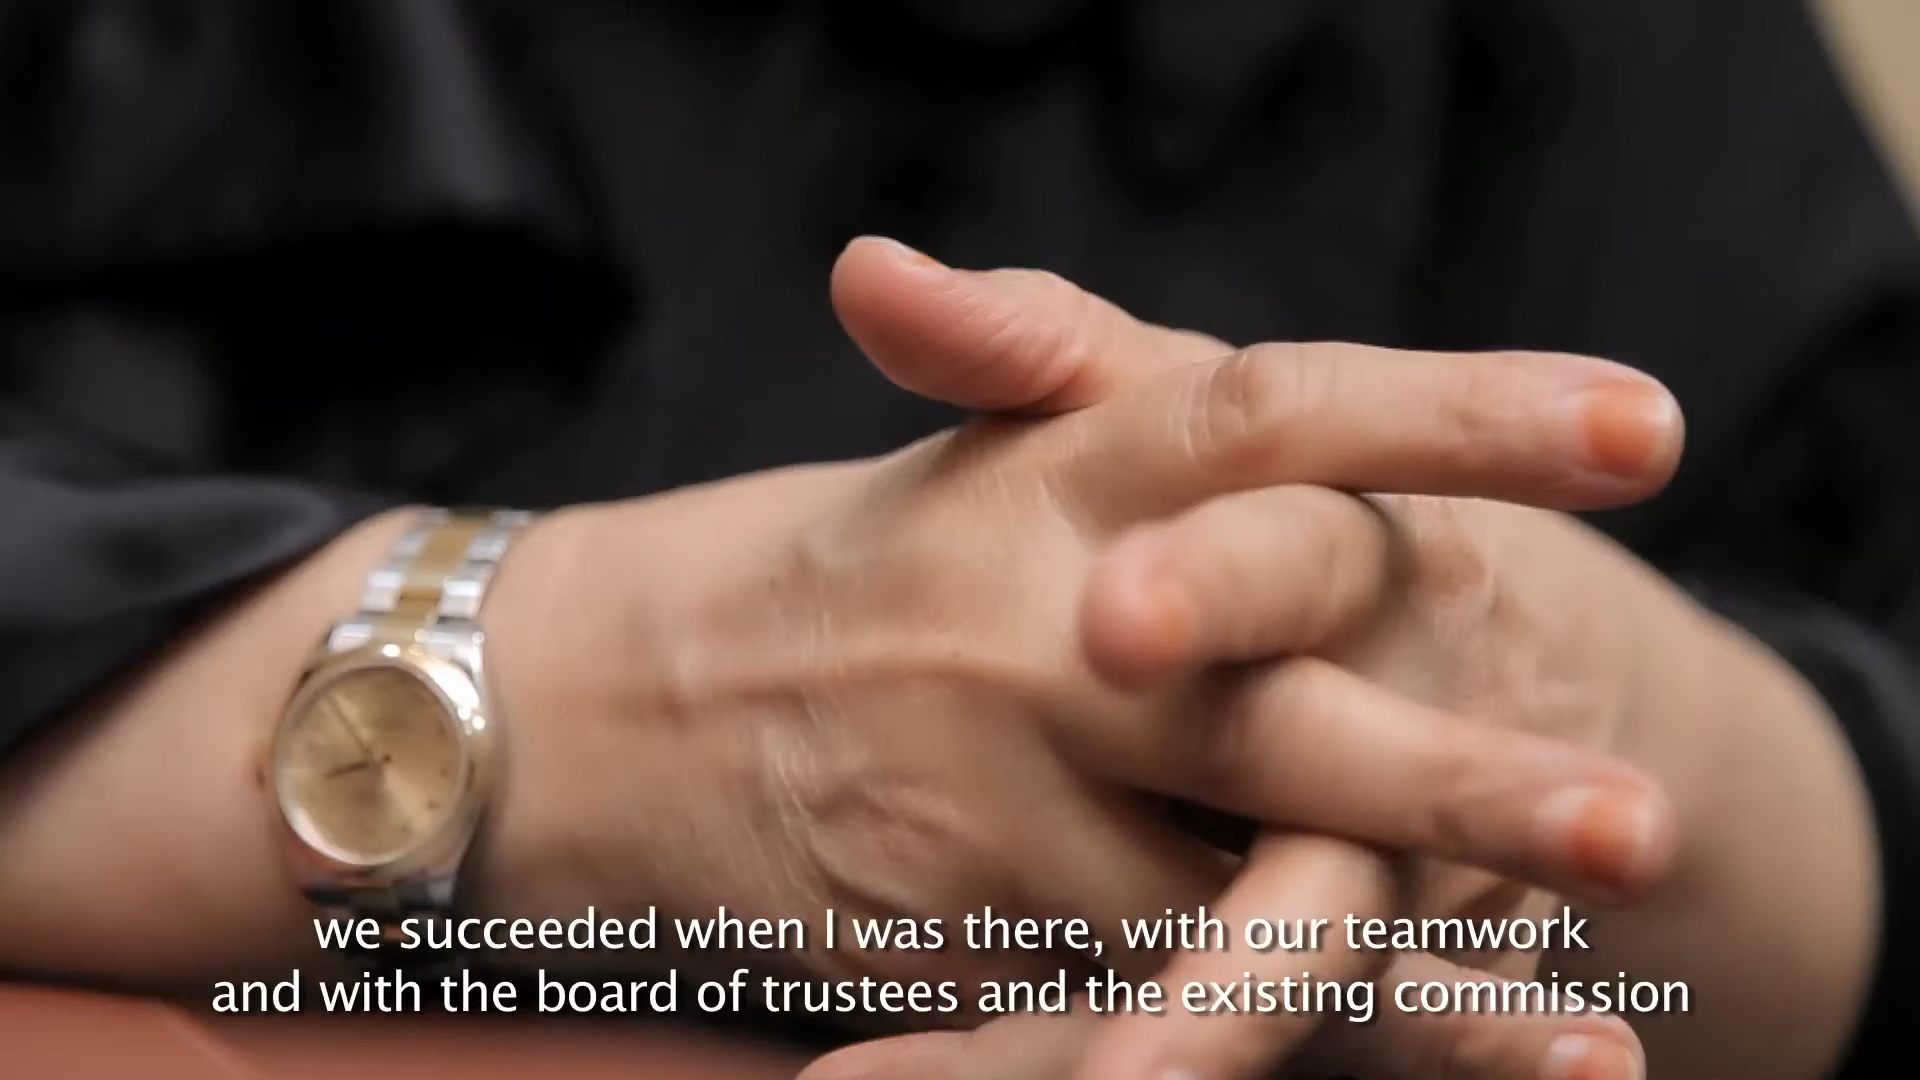 we succeeded when I was there, with our teamwork
and with the board of trustees and the existing commission